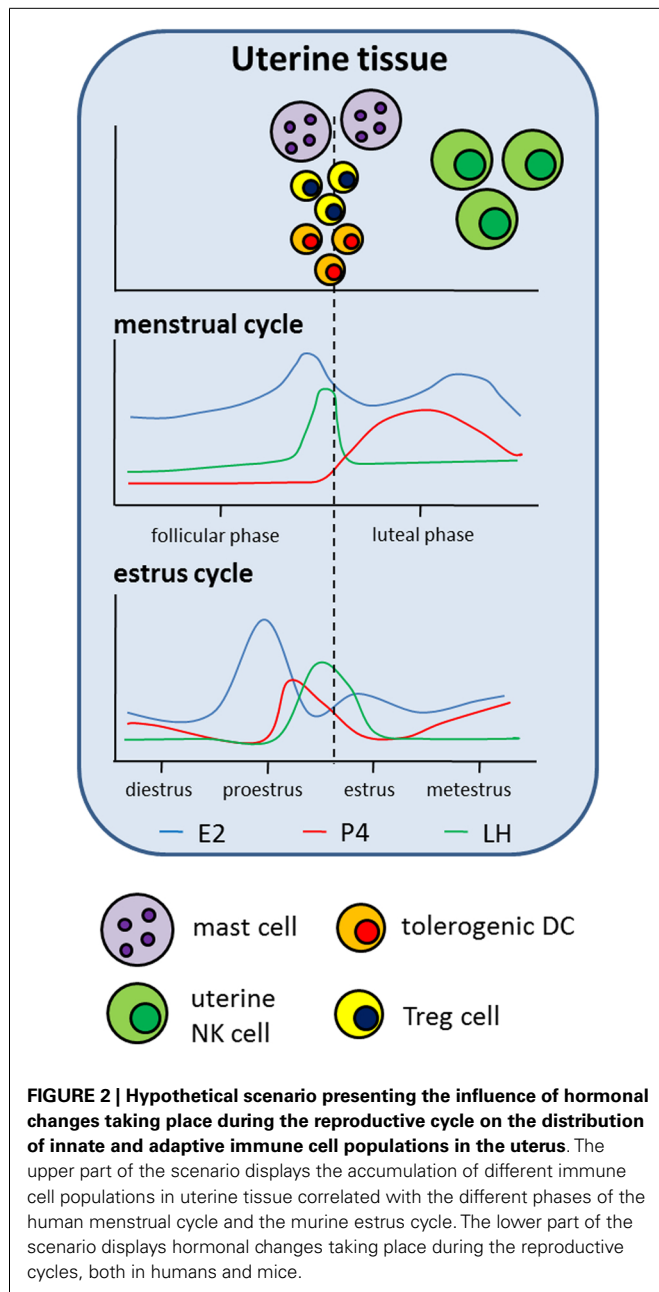 Uterine tissue
menstrual cycle
follicular phase luteal phase
estrus cycle
diestrus proestrus estrus metestrus
E2 P4 LH
mast cell tolerogenic DC
uterine
NK cell Treg cell
FIGURE 2 | Hypothetical scenario presenting the influence of hormonal
changes taking place during the reproductive cycle on the distribution
of innate and adaptive immune cell populations in the uterus. The
upper part of the scenario displays the accumulation of different immune
cell populations in uterine tissue correlated with the different phases of the
human menstrual cycle and the murine estrus cycle. The lower part of the
scenario displays hormonal changes taking place during the reproductive
cycles, both in humans and mice.